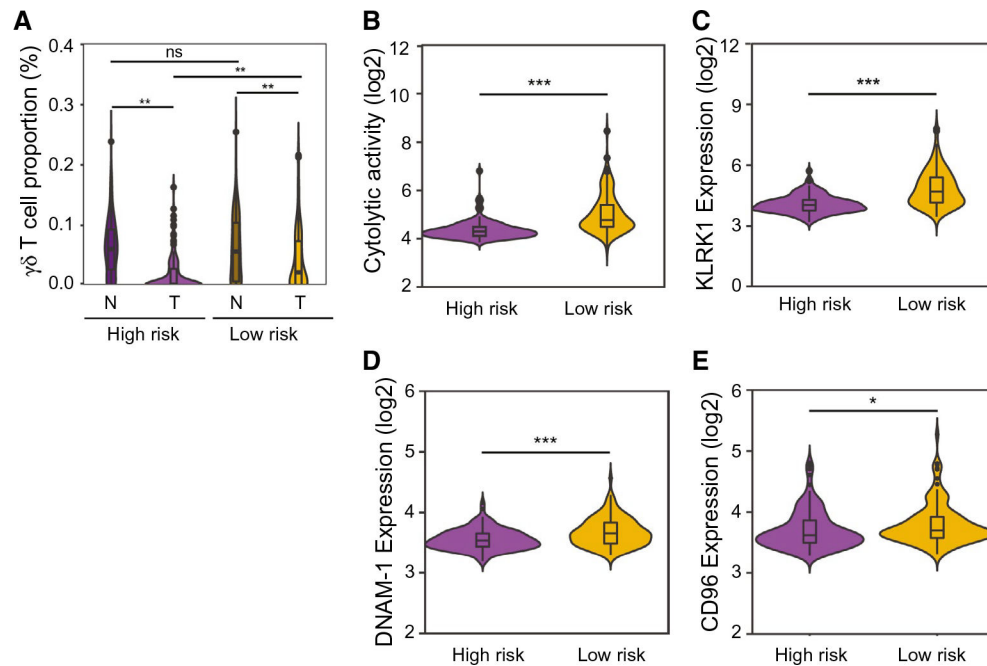 A
γδ T cell proportion (%)
0.4
0.3
0.2
0.1
0.0
ns
**
**
**
N
T
N
T
High risk
Low risk
B
Cytolytic activity (log2)
12
10
8
6
4
2
***
High risk
Low risk
C
KLRK1 Expression (log2)
12
9
6
3
0
***
High risk
Low risk
D
DNAM-1 Expression (log2)
6
5
4
3
2
***
High risk
Low risk
E
CD96 Expression (log2)
6
5
4
3
2
*
High risk
Low risk